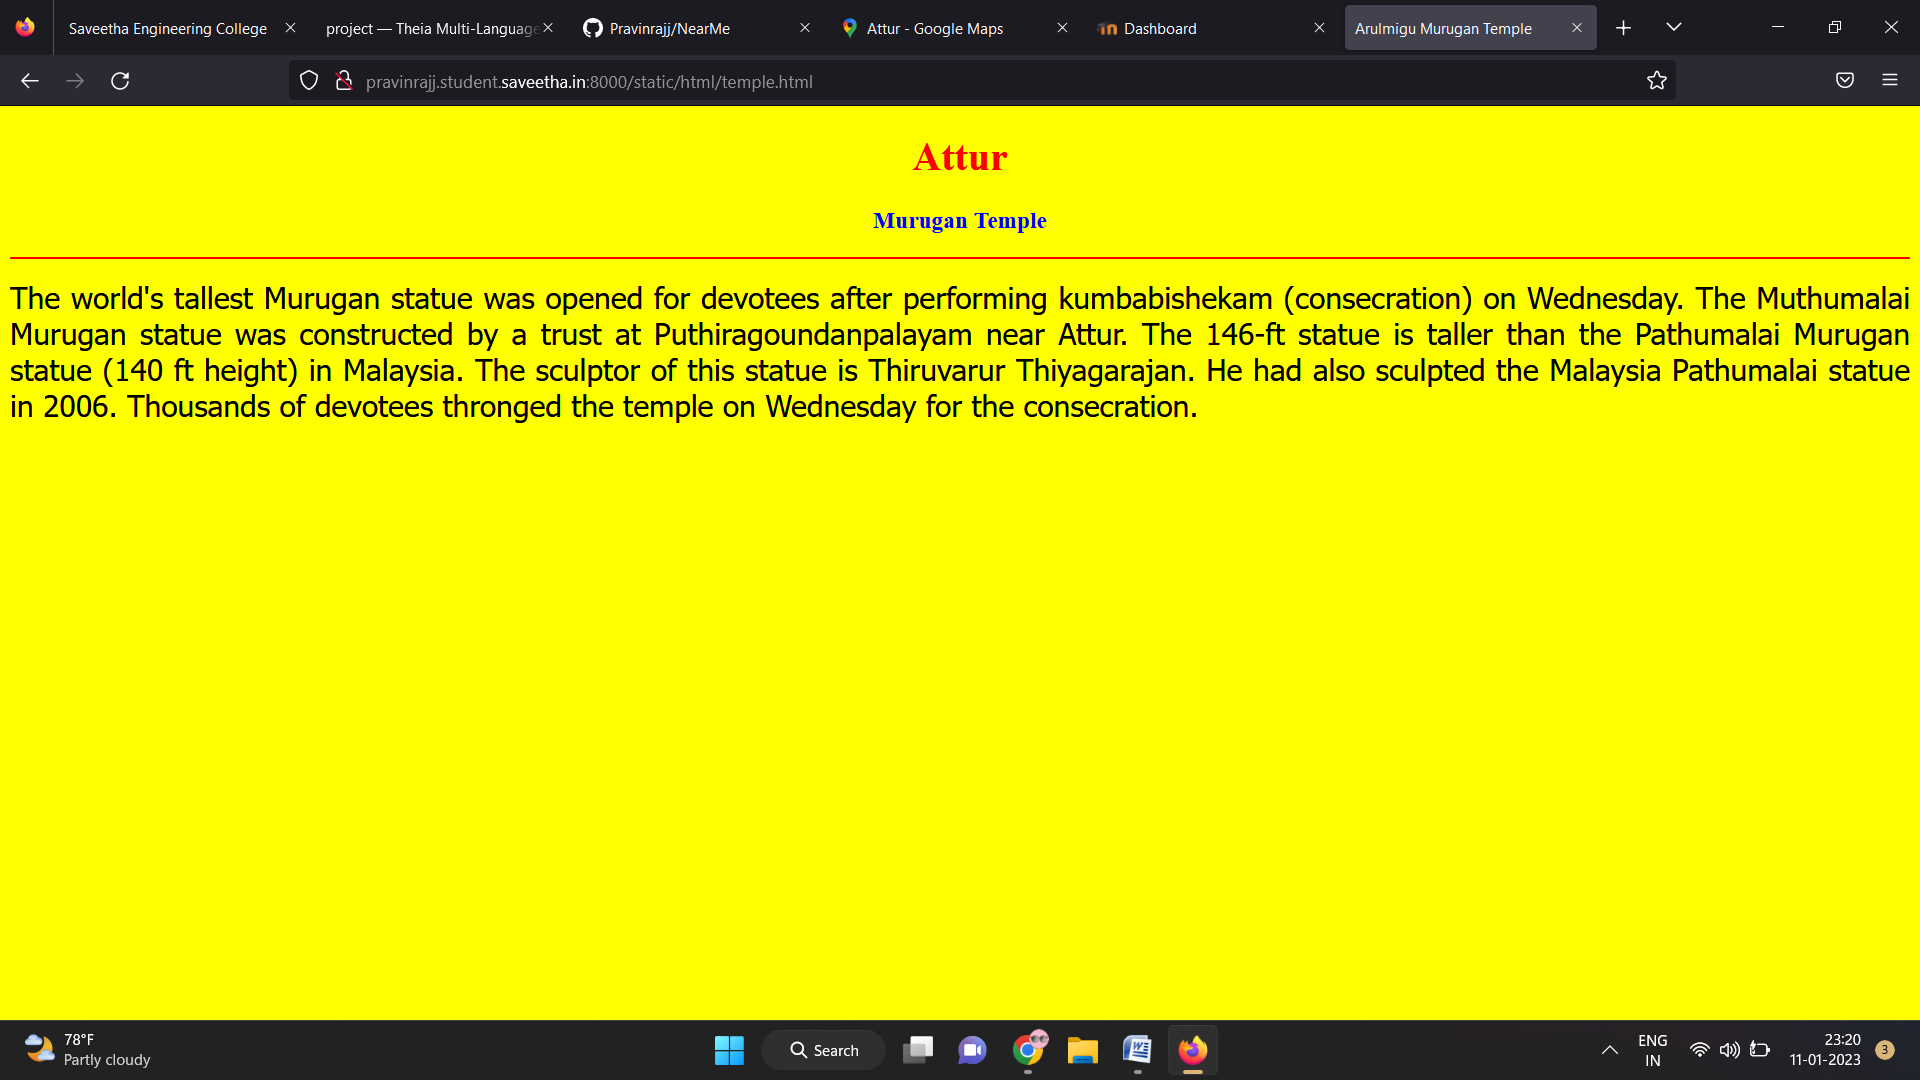 Saveetha Engineering College
project — Theia Multi-Language
Pravinrajj/NearMe
Attur - Google Maps
Dashboard
Arulmigu Murugan Temple
pravinrajj.student.saveetha.in:8000/static/html/temple.html
Attur
Murugan Temple
The world's tallest Murugan statue was opened for devotees after performing kumbabishekam (consecration) on Wednesday. The Muthumalai
Murugan statue was constructed by a trust at Puthiragoundanpalayam near Attur. The 146-ft statue is taller than the Pathumalai Murugan
statue (140 ft height) in Malaysia. The sculptor of this statue is Thiruvarur Thiyagarajan. He had also sculpted the Malaysia Pathumalai statue
in 2006. Thousands of devotees thronged the temple on Wednesday for the consecration.
78°F
Partly cloudy
Search
ENG
IN
23:20
11-01-2023
3